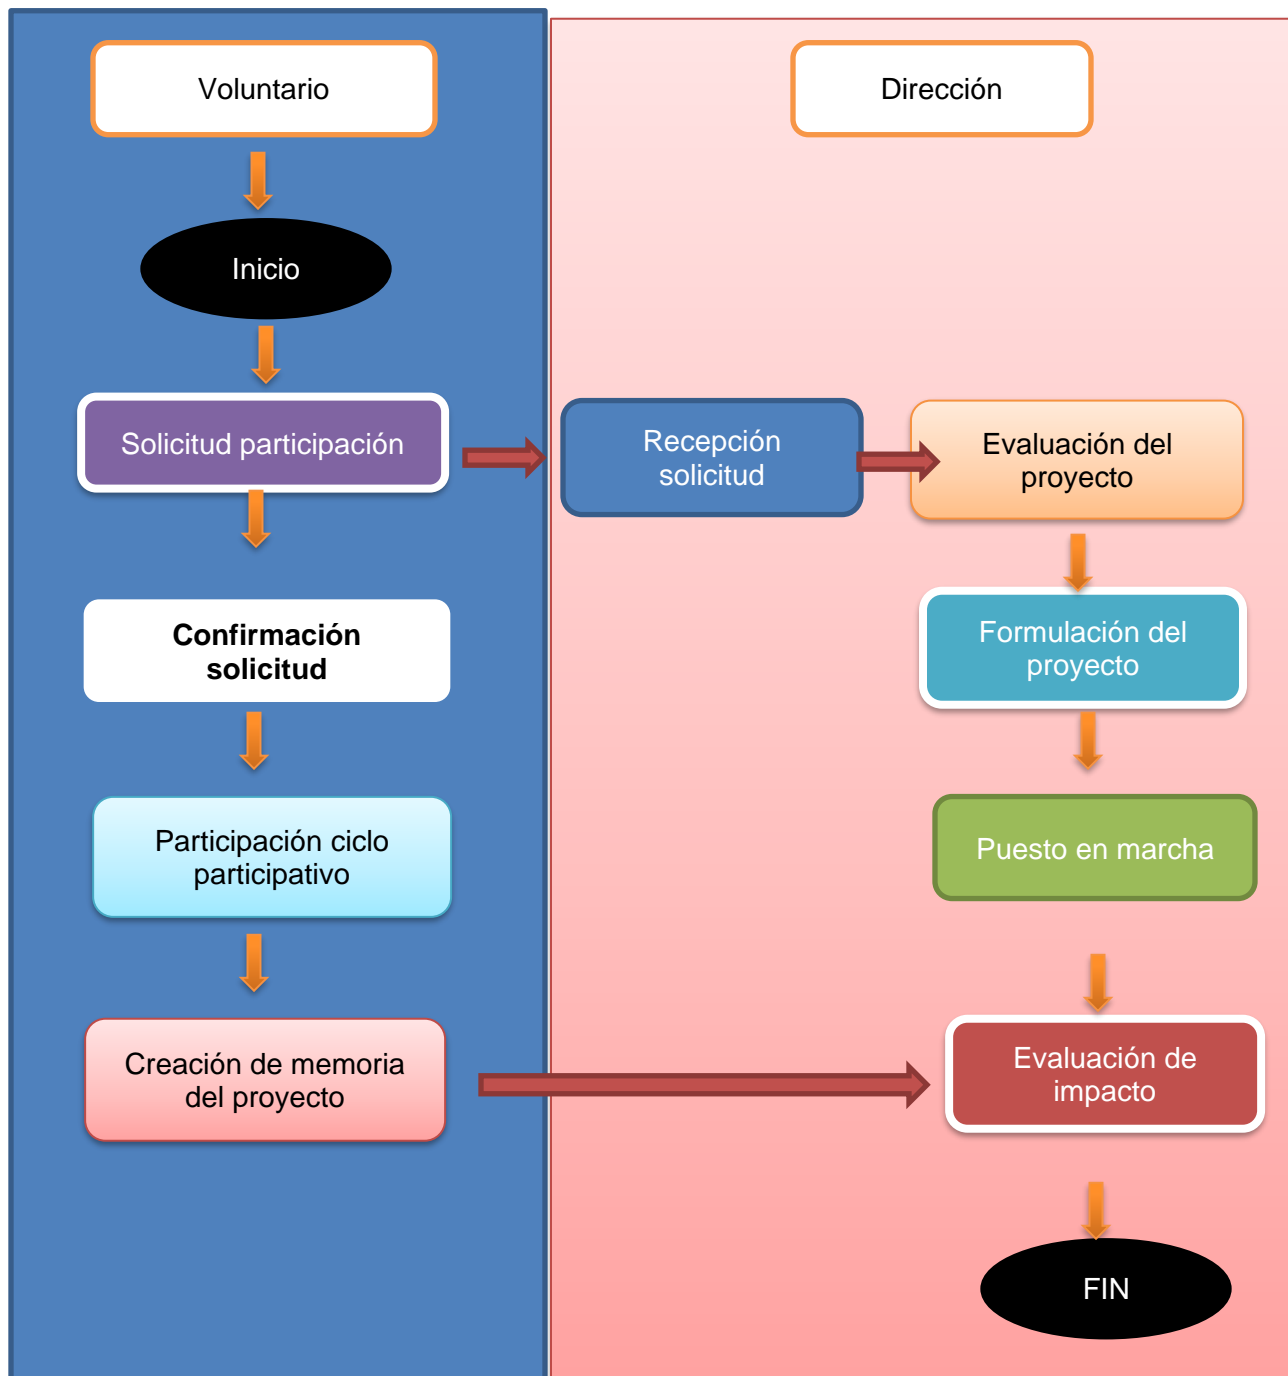 Voluntario
Dirección
Inicio
Solicitud participación
Recepción
solicitud
Evaluación del
proyecto
Confirmación
solicitud
Formulación del
proyecto
Participación ciclo
participativo
Puesto en marcha
Creación de memoria
del proyecto
Evaluación de
impacto
FIN